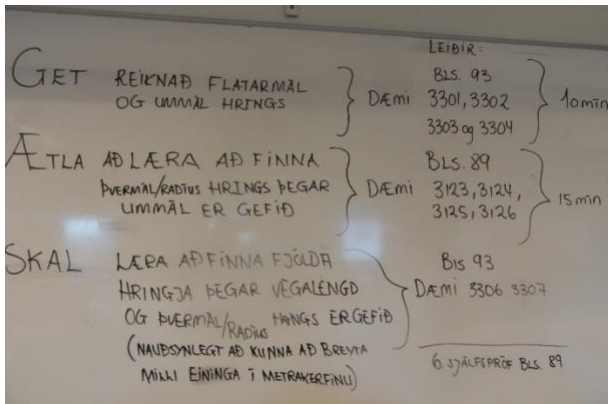 LEIÐIR:
GET REIKNAÐ FLATARMÁL
OG UMMÁL HRINGS
DÆMI
BLS. 93
3301, 3302
3303 og 3304
10 mín
ÆTLA AÐ LÆRA AÐ FINNA
ÞVERMÁL/RADÍUS HRINGS ÞEGAR
UMMÁL ER GEFIÐ
DÆMI
BLS. 89
3123, 3124,
3125, 3126
15 mín
SKAL LÆRA AÐ FINNA FJÖLDA
HRINGJA ÞEGAR VEGALENGD
OG ÞVERMÁL/RADÍUS HRINGS ER GEFIÐ
(NAUÐSYNLEGT AÐ KUNNA AÐ BREYTA
MILLI EININGA Í METRAKERFINU)
Bls 93
DÆMI 3306 3307
6. SJÁLFSPRÓF BLS. 89